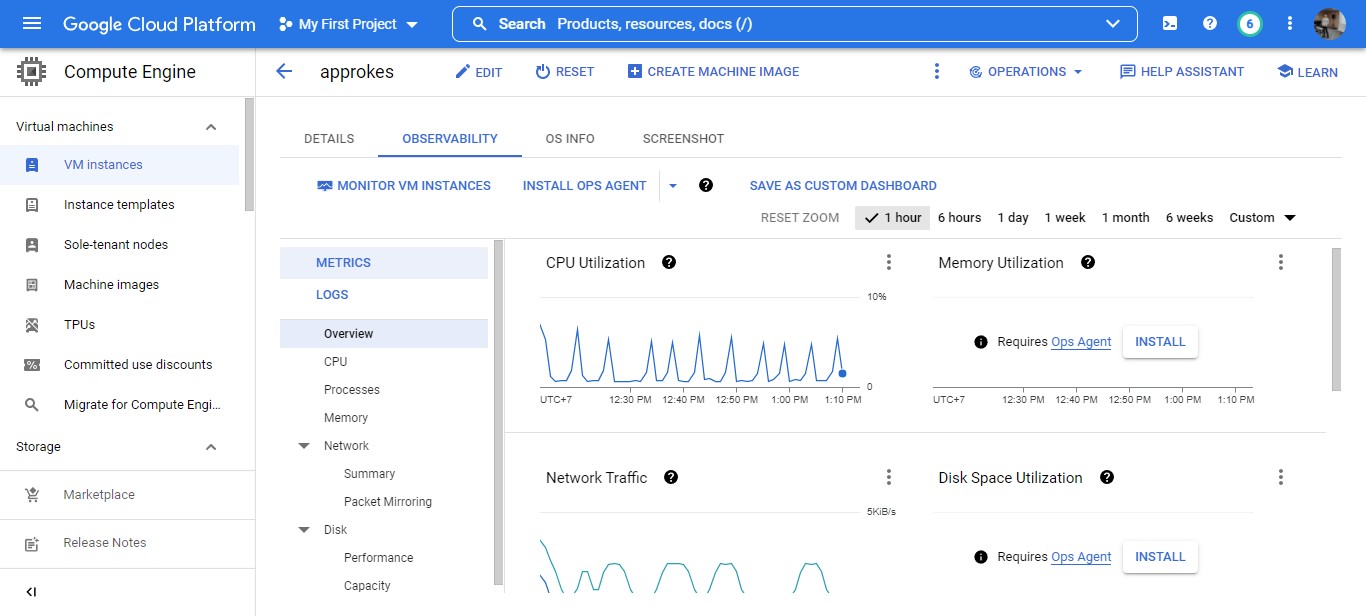 Google Cloud Platform
My First Project
Search Products, resources, docs (/)
6
Compute Engine
approkes
EDIT
RESET
CREATE MACHINE IMAGE
OPERATIONS
HELP ASSISTANT
LEARN
Virtual machines
VM instances
Instance templates
Sole-tenant nodes
Machine images
TPUs
Committed use discounts
Migrate for Compute Engi...
Storage
Marketplace
Release Notes
DETAILS
OBSERVABILITY
OS INFO
SCREENSHOT
MONITOR VM INSTANCES
INSTALL OPS AGENT
SAVE AS CUSTOM DASHBOARD
RESET ZOOM
1 hour
6 hours
1 day
1 week
1 month
6 weeks
Custom
METRICS
LOGS
Overview
CPU
Processes
Memory
Network
Summary
Packet Mirroring
Disk
Performance
Capacity
CPU Utilization
10%
0
UTC+7 12:30 PM 12:40 PM 12:50 PM 1:00 PM 1:10 PM
Memory Utilization
Requires Ops Agent
INSTALL
UTC+7 12:30 PM 12:40 PM 12:50 PM 1:00 PM 1:10 PM
Network Traffic
5KiB/s
Disk Space Utilization
Requires Ops Agent
INSTALL